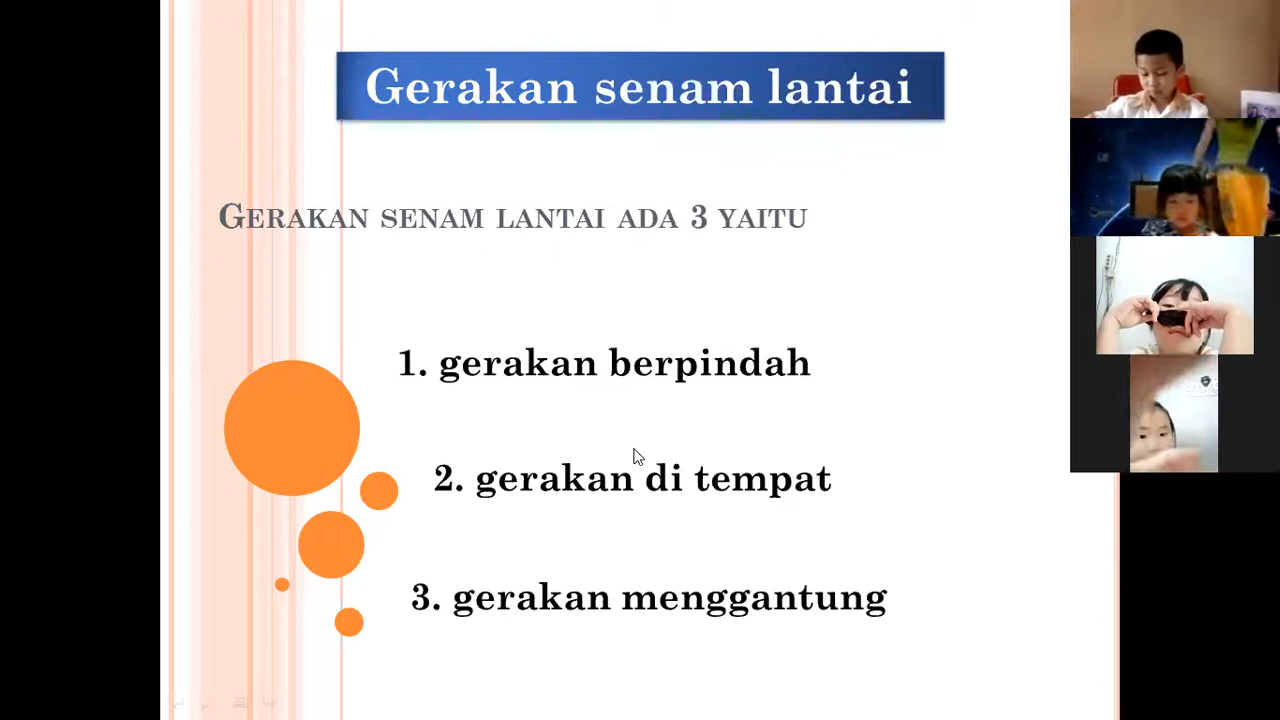 Gerakan senam lantai
Gerakan senam lantai ada 3 yaitu
1. gerakan berpindah
2. gerakan di tempat
3. gerakan menggantung